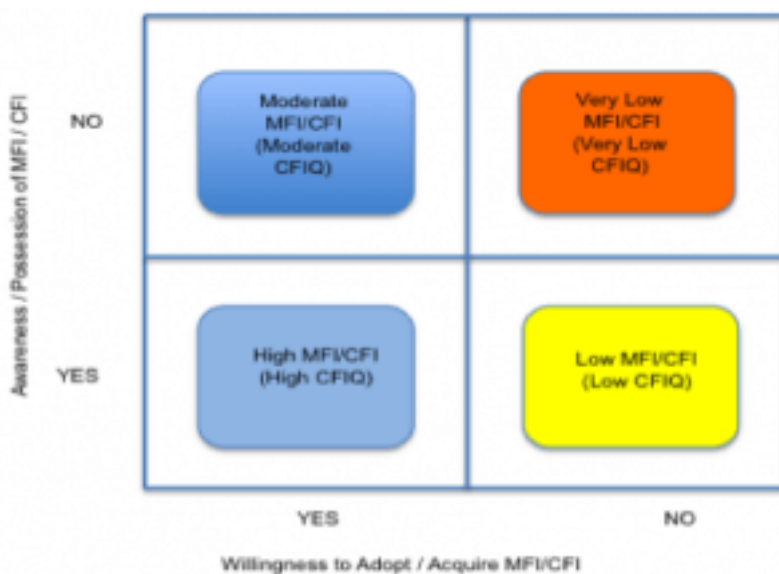 Awareness / Possession of MFI / CFI
NO
Moderate
MFI/CFI
(Moderate
CFIQ)
Very Low
MFI/CFI
(Very Low
CFIQ)
YES
High MFI/CFI
(High CFIQ)
Low MFI/CFI
(Low CFIQ)
YES
NO
Willingness to Adopt / Acquire MFI/CFI